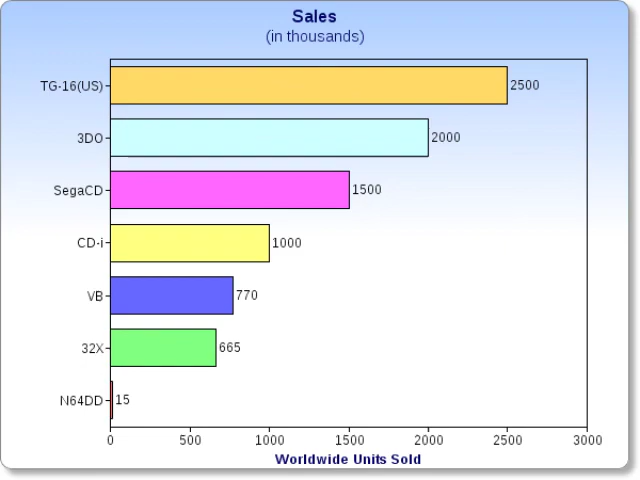 Sales
(in thousands)
TG-16(US) 2500
3DO 2000
SegaCD 1500
CD-i 1000
VB 770
32X 665
N64DD 15
0 500 1000 1500 2000 2500 3000
Worldwide Units Sold